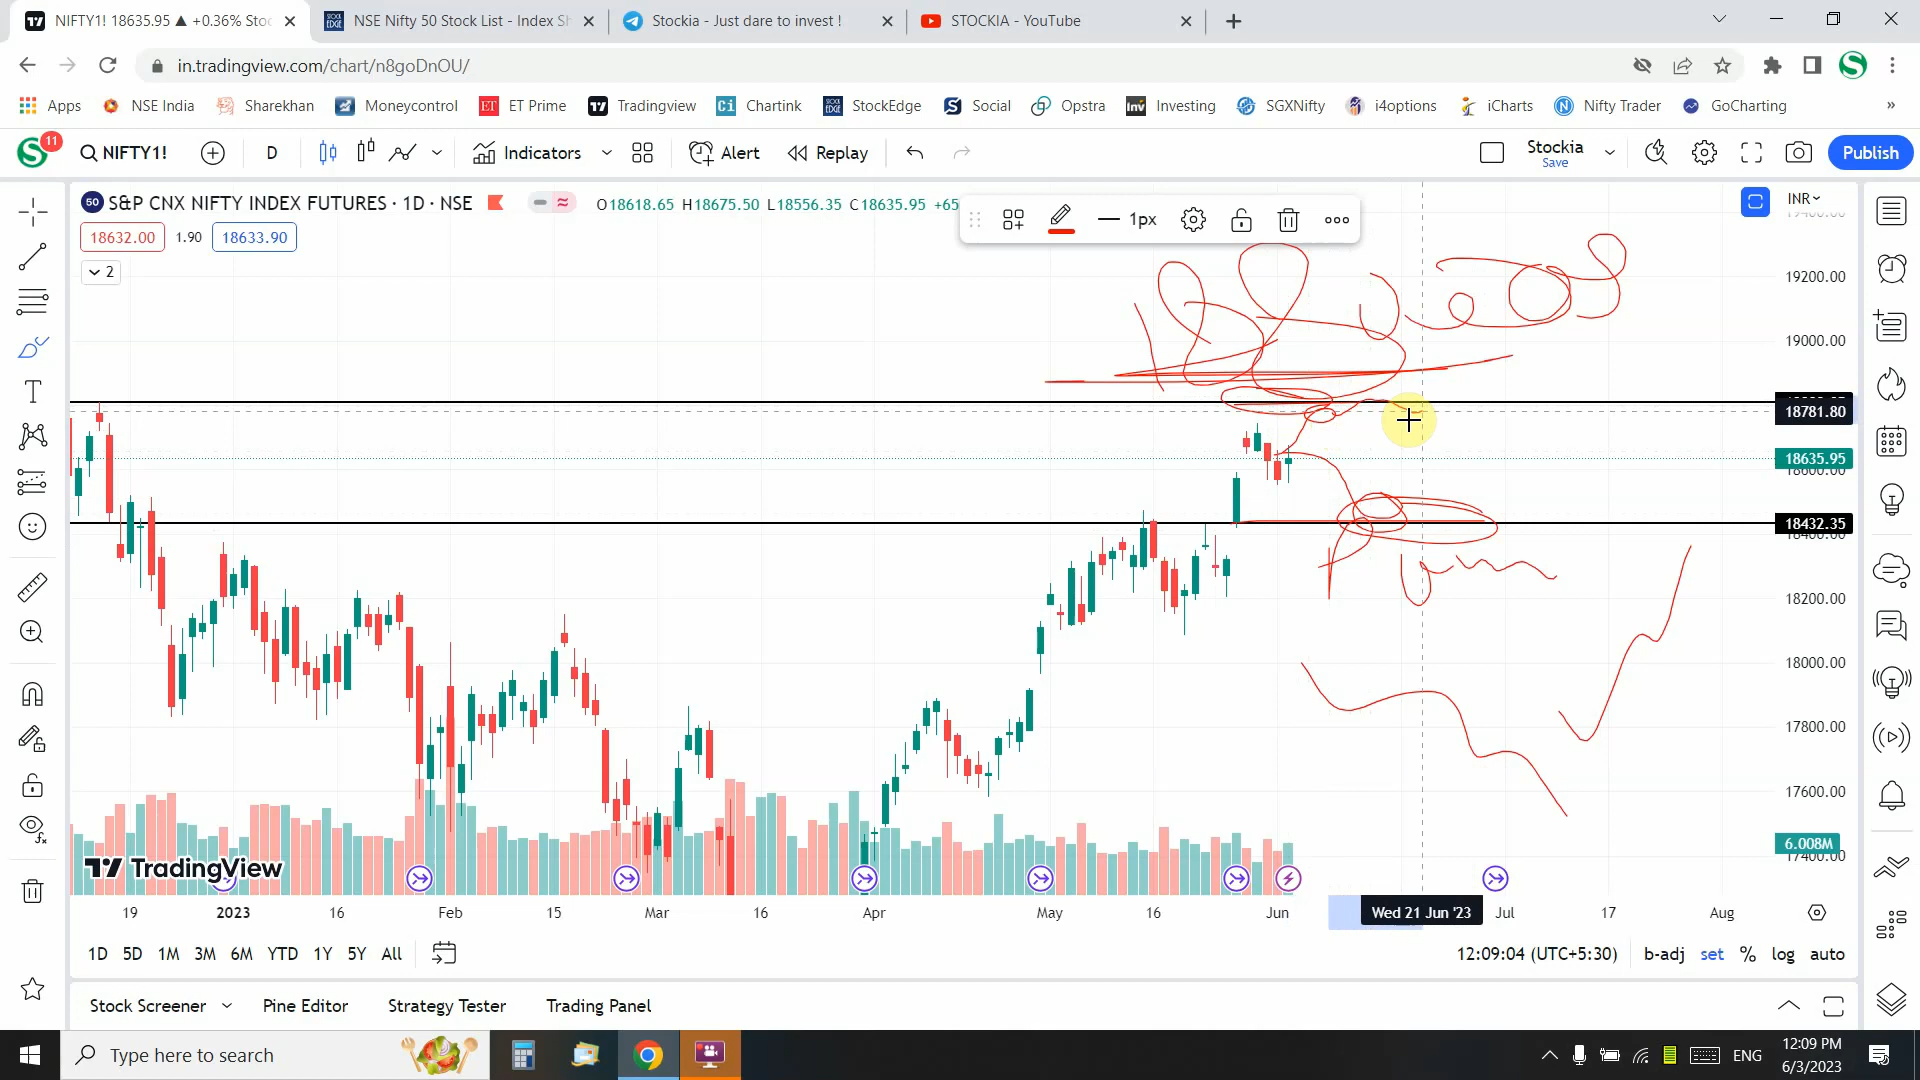 NIFTY1! 18635.95 ▲ +0.36% Sto
NSE Nifty 50 Stock List - Index Sh
Stockia - Just dare to invest !
STOCKIA - YouTube
in.tradingview.com/chart/n8goDnOU/
Apps
NSE India
Sharekhan
Moneycontrol
ET Prime
Tradingview
Chartink
StockEdge
Social
Opstra
Investing
SGXNifty
i4options
iCharts
Nifty Trader
GoCharting
11
NIFTY1!
D
Indicators
Alert
Replay
Stockia
Save
Publish
50 S&P CNX NIFTY INDEX FUTURES · 1D · NSE
O18618.65 H18675.50 L18556.35 C18635.95 +65
1px
INR
18632.00 1.90 18633.90
2
19200.00
19000.00
18781.80
18635.95
18600.00
18432.35
18400.00
18200.00
18000.00
17800.00
17600.00
6.008M
17400.00
TradingView
19 2023 16 Feb 15 Mar 16 Apr May 16 Jun Wed 21 Jun '23 Jul 17 Aug
1D 5D 1M 3M 6M YTD 1Y 5Y All
12:09:04 (UTC+5:30) b-adj set % log auto
Stock Screener Pine Editor Strategy Tester Trading Panel
Type here to search
ENG
12:09 PM
6/3/2023